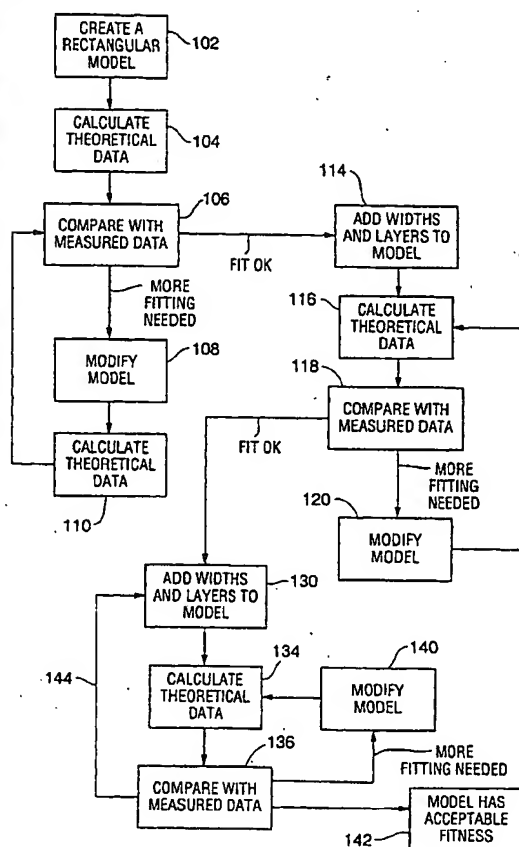 CREATE A
RECTANGULAR
MODEL
102
CALCULATE
THEORETICAL
DATA
104
106
COMPARE WITH
MEASURED DATA
FIT OK
MORE
FITTING
NEEDED
108
MODIFY
MODEL
CALCULATE
THEORETICAL
DATA
110
114
ADD WIDTHS
AND LAYERS TO
MODEL
116
CALCULATE
THEORETICAL
DATA
118
COMPARE WITH
MEASURED DATA
FIT OK
MORE
FITTING
NEEDED
120
MODIFY
MODEL
ADD WIDTHS
AND LAYERS TO
MODEL
130
144
134
CALCULATE
THEORETICAL
DATA
140
MODIFY
MODEL
136
COMPARE WITH
MEASURED DATA
MORE
FITTING NEEDED
MODEL HAS
ACCEPTABLE
FITNESS
142